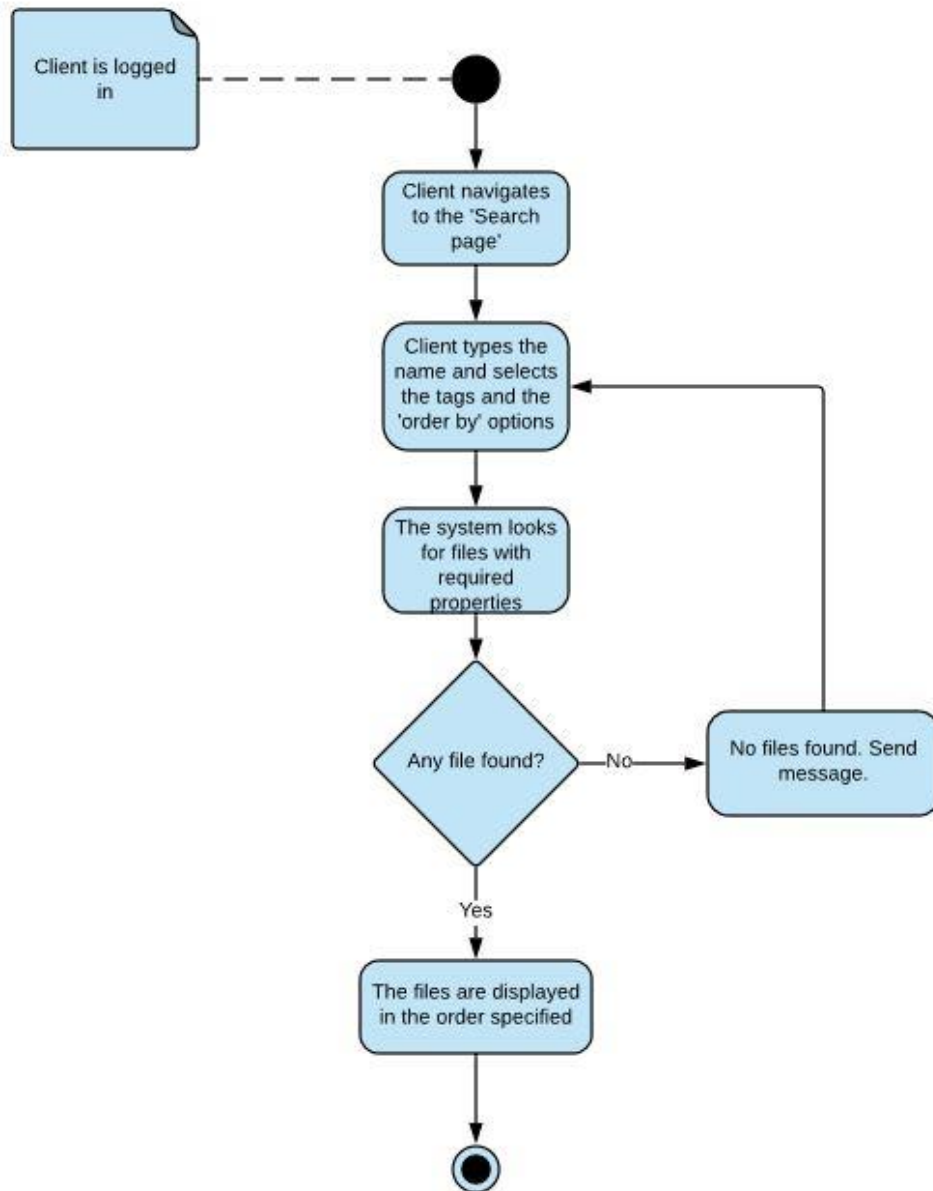 Client is logged
in
Client navigates
to the 'Search
page'
Client types the
name and selects
the tags and the
'order by' options
The system looks
for files with
required
properties
Any file found?
No
No files found. Send
message.
Yes
The files are displayed
in the order specified